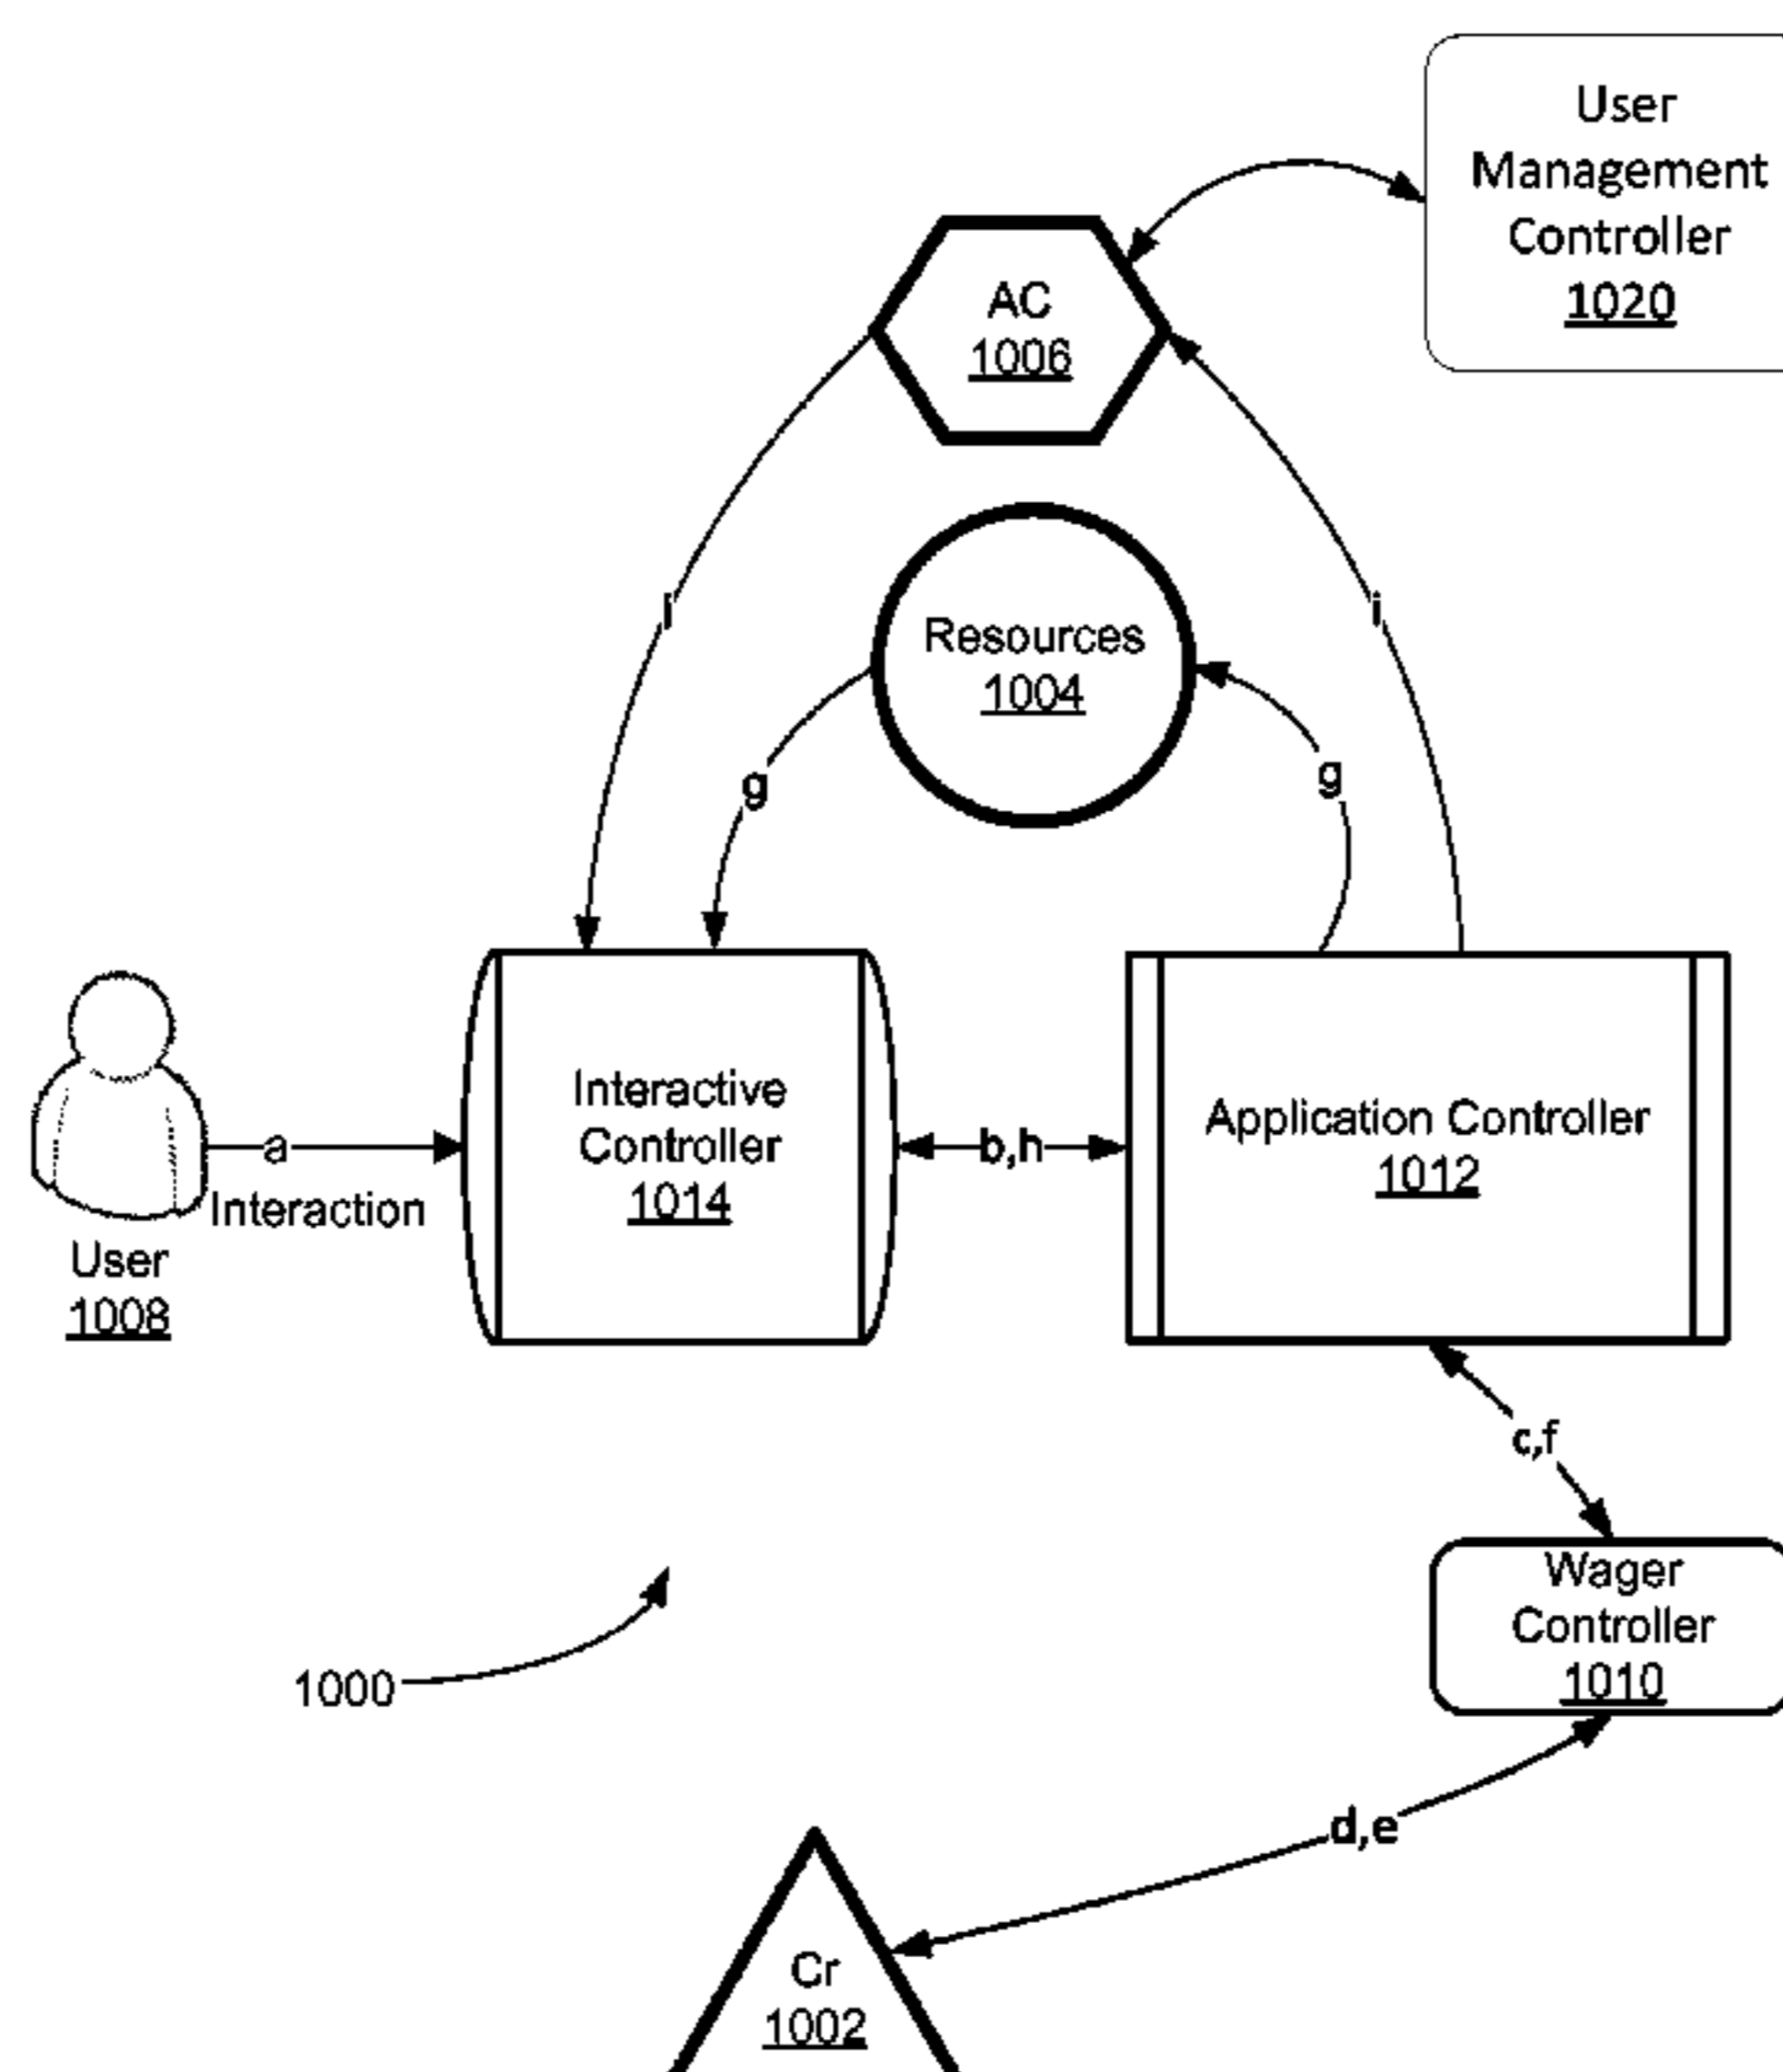 User
Management
Controller
1020
AC
1006
Resources
1004
j
i
g
g
Interactive
Controller
1014
Application Controller
1012
a
Interaction
b,h
User
1008
c,f
Wager
Controller
1010
1000
d,e
Cr
1002